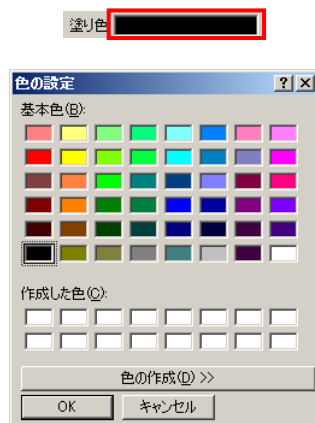 塗り色
色の設定
基本色(B):
作成した色(C):
色の作成(D) >>
OK キャンセル